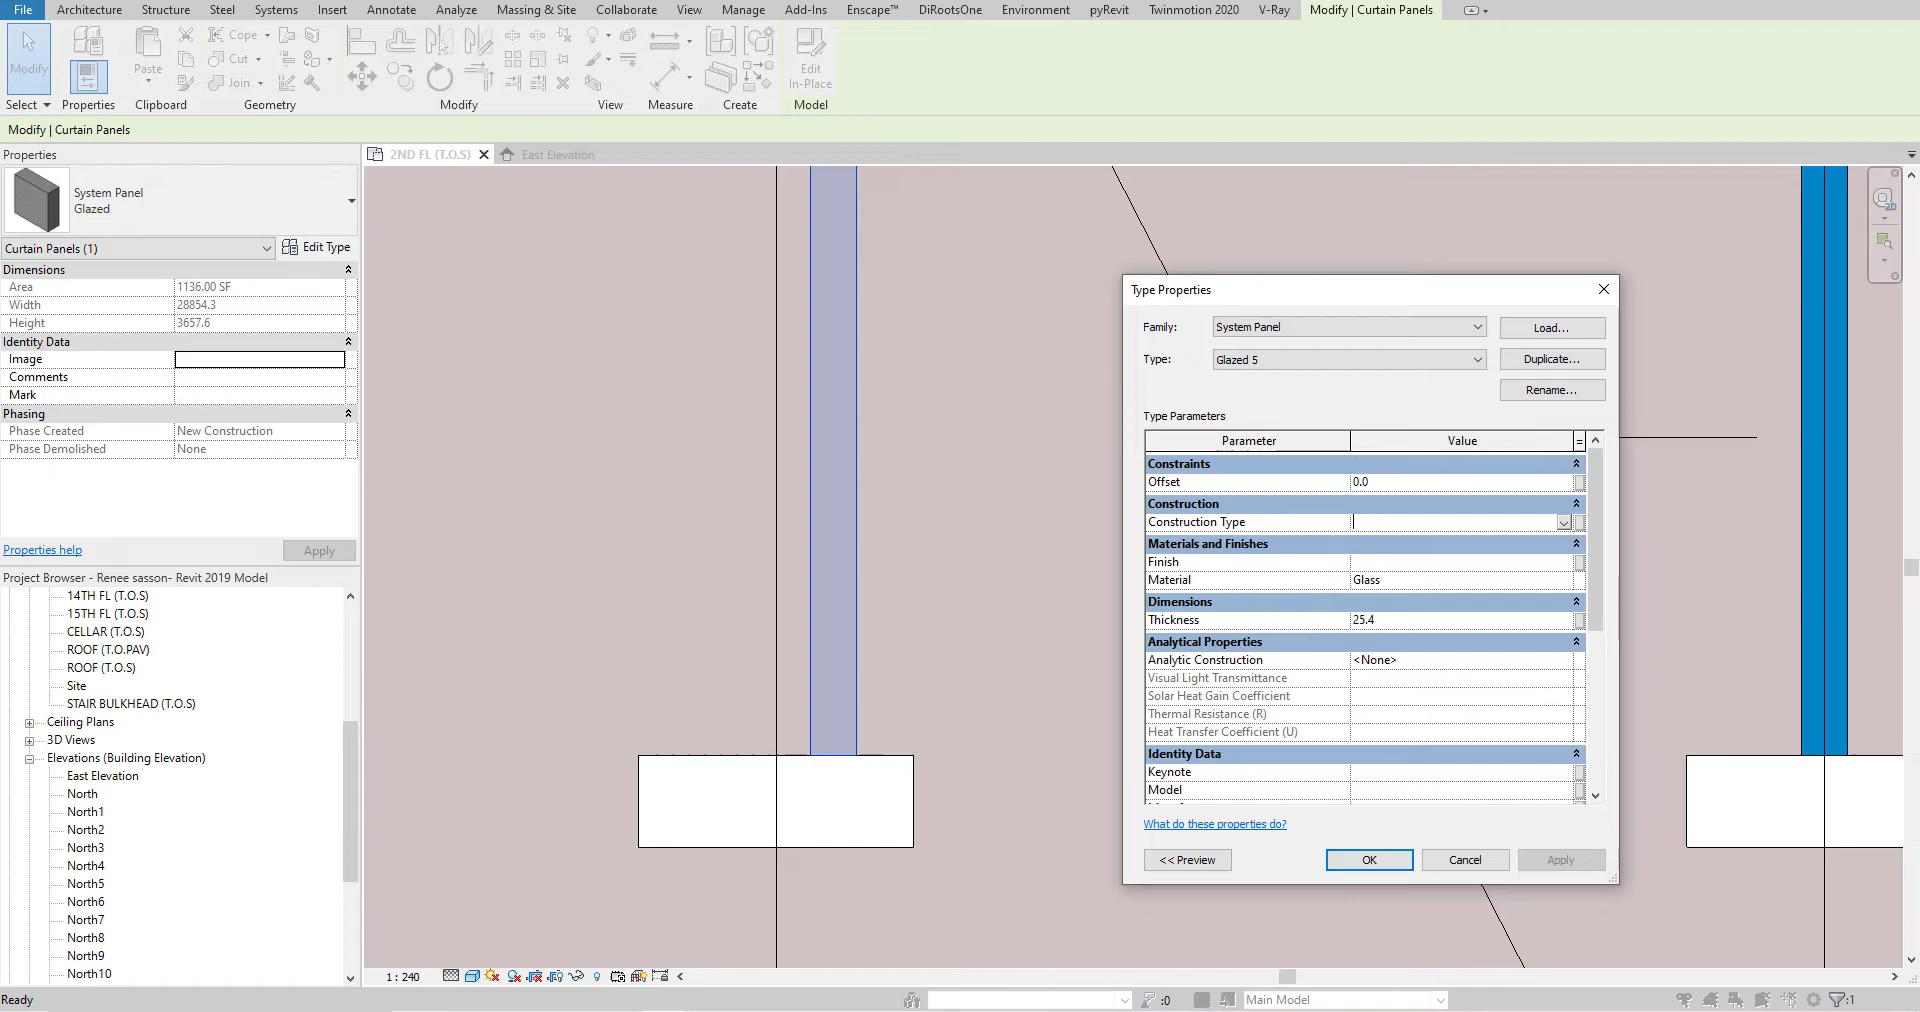 File Architecture Structure Steel Systems Insert Annotate Analyze Massing & Site Collaborate View Manage Add-Ins Enscape™ DiRootsOne Environment pyRevit Twinmotion 2020 V-Ray Modify | Curtain Panels
Modify Paste Cope Cut Join Edit In-Place
Select Properties Clipboard Geometry Modify View Measure Create Model
Modify | Curtain Panels
Properties
2ND FL (T.O.S) East Elevation
System Panel
Glazed
Curtain Panels (1) Edit Type
Dimensions
Area 1136.00 SF
Width 28854.3
Height 3657.6
Identity Data
Image
Comments
Mark
Phasing
Phase Created New Construction
Phase Demolished None
Properties help Apply
Project Browser - Renee sasson- Revit 2019 Model
14TH FL (T.O.S)
15TH FL (T.O.S)
CELLAR (T.O.S)
ROOF (T.O.PAV)
ROOF (T.O.S)
Site
STAIR BULKHEAD (T.O.S)
Ceiling Plans
3D Views
Elevations (Building Elevation)
East Elevation
North
North1
North2
North3
North4
North5
North6
North7
North8
North9
North10
2D
Type Properties
Family: System Panel Load...
Type: Glazed 5 Duplicate...
Rename...
Type Parameters
Parameter Value =
Constraints
Offset 0.0
Construction
Construction Type
Materials and Finishes
Finish
Material Glass
Dimensions
Thickness 25.4
Analytical Properties
Analytic Construction <None>
Visual Light Transmittance
Solar Heat Gain Coefficient
Thermal Resistance (R)
Heat Transfer Coefficient (U)
Identity Data
Keynote
Model
What do these properties do?
<< Preview OK Cancel Apply
1 : 240
Ready :0 Main Model :1